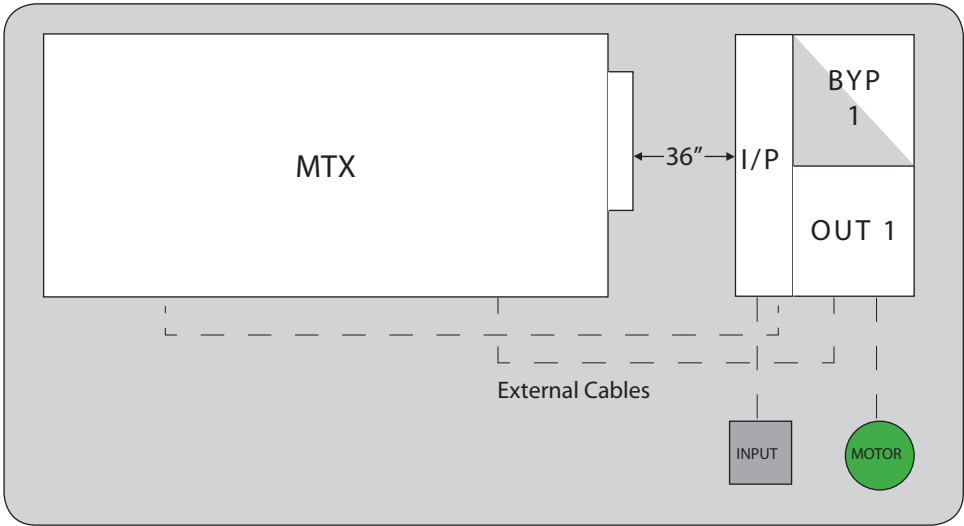 MTX
36”
I/P
BYP
1
OUT 1
External Cables
INPUT
MOTOR